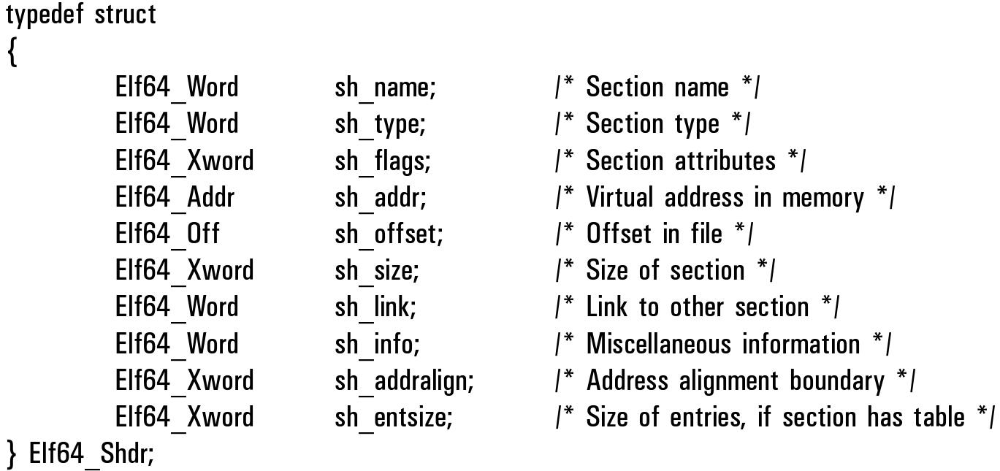 typedef struct
{
Elf64_Word sh_name; /* Section name */
Elf64_Word sh_type; /* Section type */
Elf64_Xword sh_flags; /* Section attributes */
Elf64_Addr sh_addr; /* Virtual address in memory */
Elf64_Off sh_offset; /* Offset in file */
Elf64_Xword sh_size; /* Size of section */
Elf64_Word sh_link; /* Link to other section */
Elf64_Word sh_info; /* Miscellaneous information */
Elf64_Xword sh_addralign; /* Address alignment boundary */
Elf64_Xword sh_entsize; /* Size of entries, if section has table */
} Elf64_Shdr;